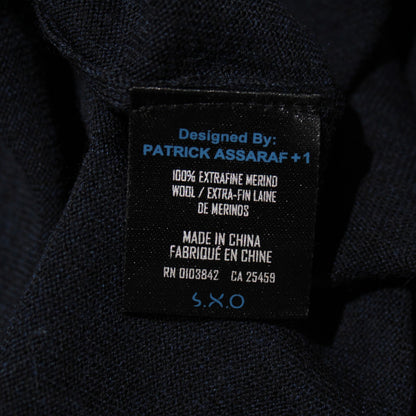 Designed By:
PATRICK ASSARAF + 1
100% EXTRAFINE MERINO
WOOL / EXTRA-FIN LAINE
DE MERINOS
MADE IN CHINA
FABRIQUÉ EN CHINE
RN 0103842 CA 25459
S.X.O